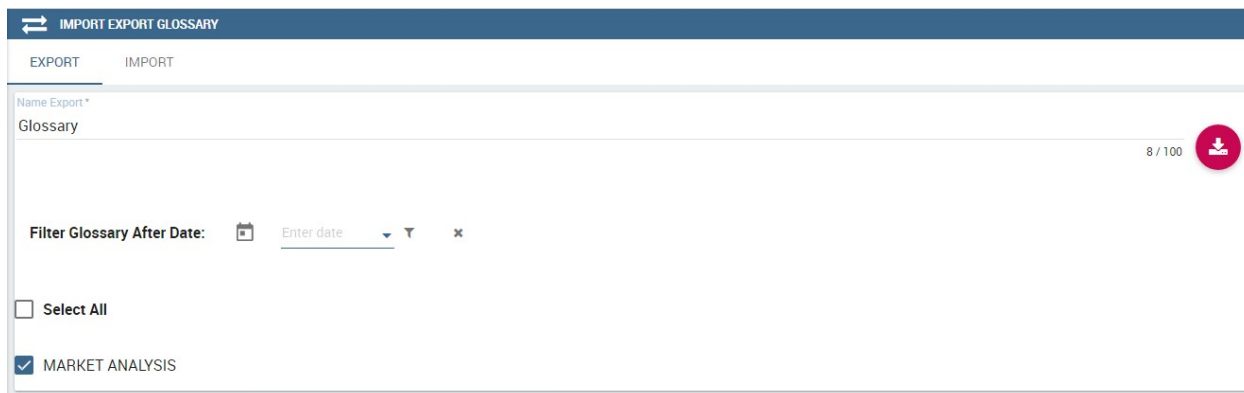 IMPORT EXPORT GLOSSARY
EXPORT IMPORT
Name Export *
Glossary
8 / 100
Filter Glossary After Date: Enter date
Select All
MARKET ANALYSIS